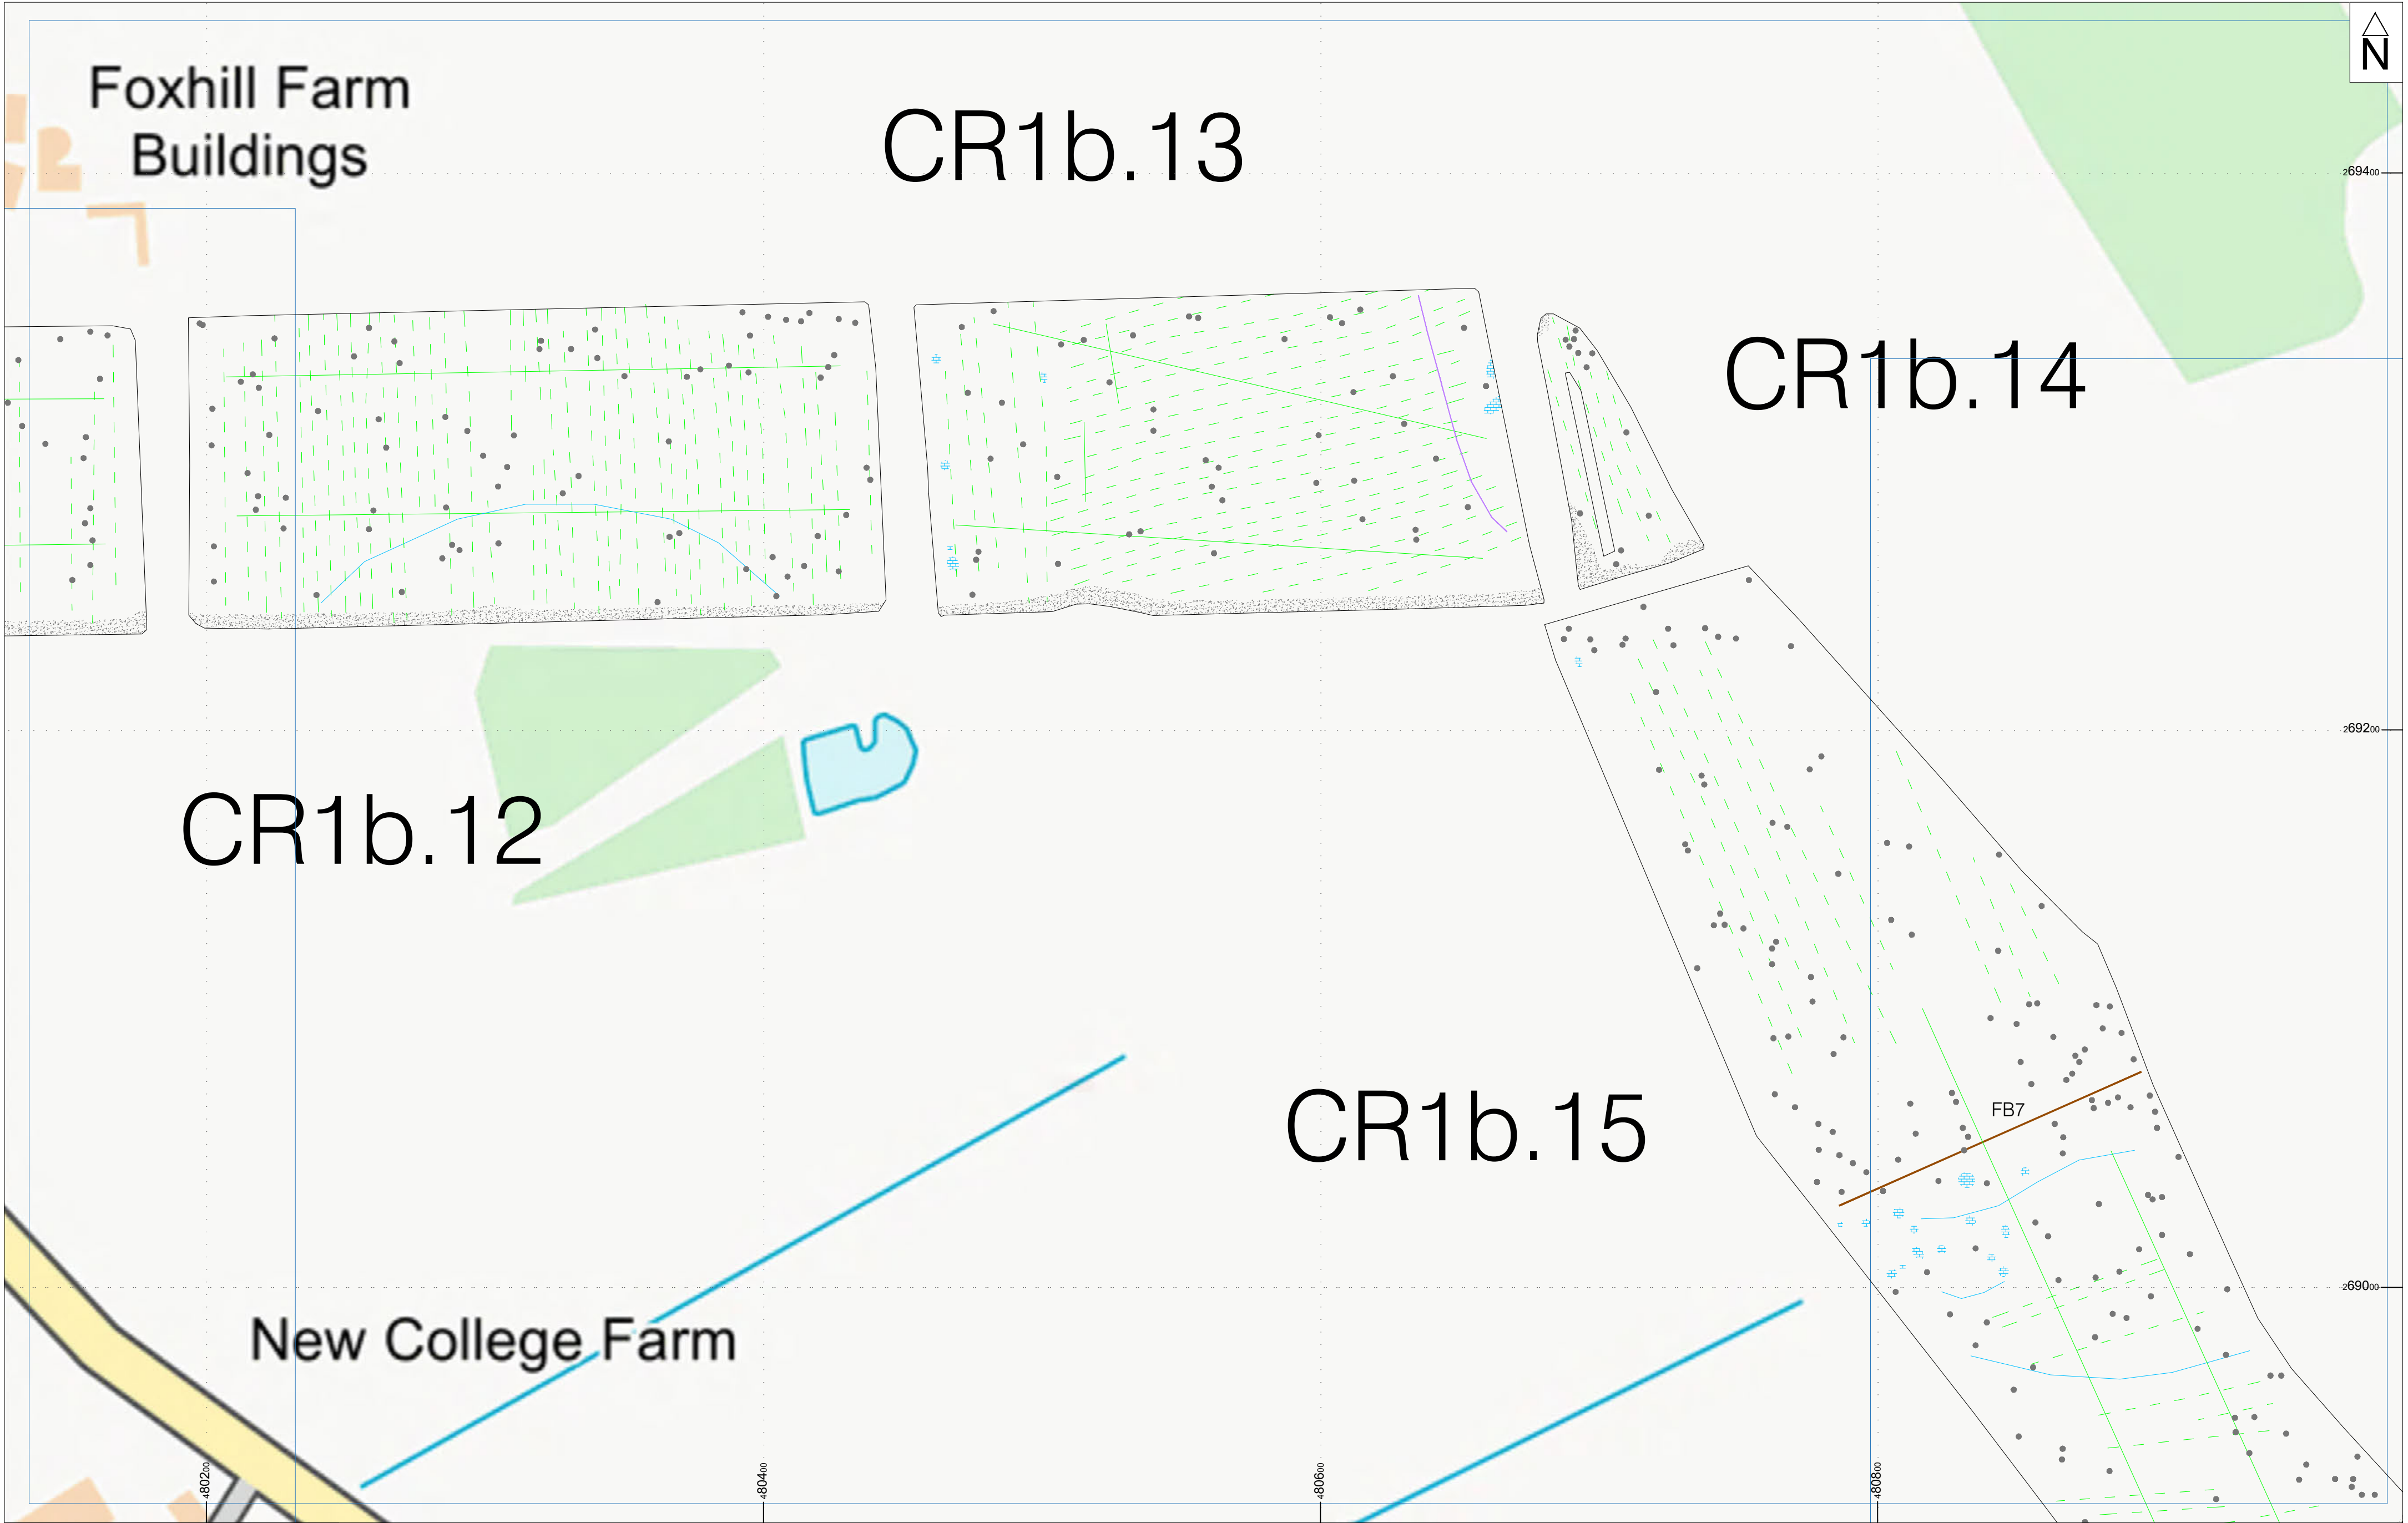 N
Foxhill Farm
Buildings
CR1b.13
269400
CR1b.14
269200
CR1b.12
CR1b.15
FB7
269000
New College Farm
480200
480400
480600
480800